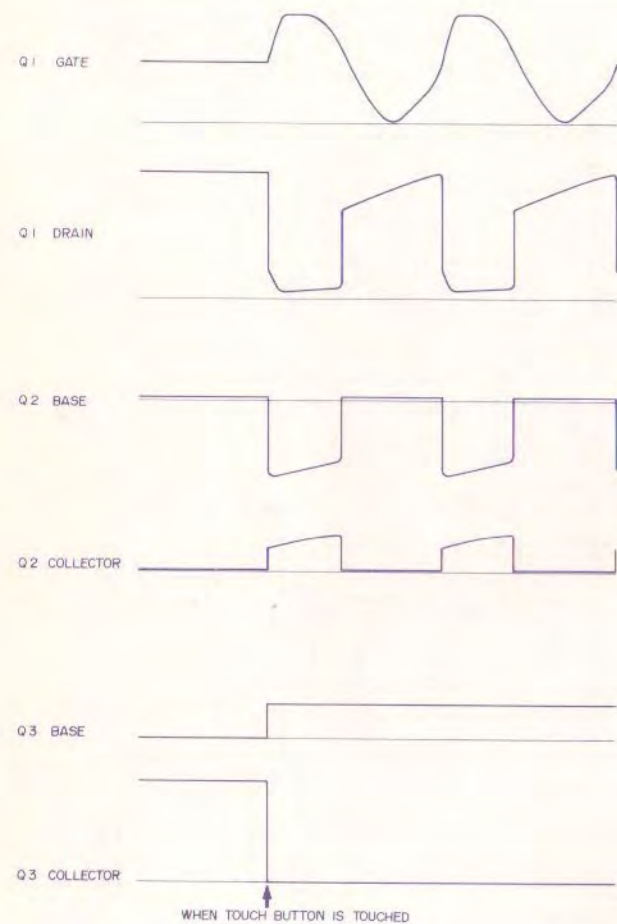 Q1 GATE
Q1 DRAIN
Q2 BASE
Q2 COLLECTOR
Q3 BASE
Q3 COLLECTOR
WHEN TOUCH BUTTON IS TOUCHED